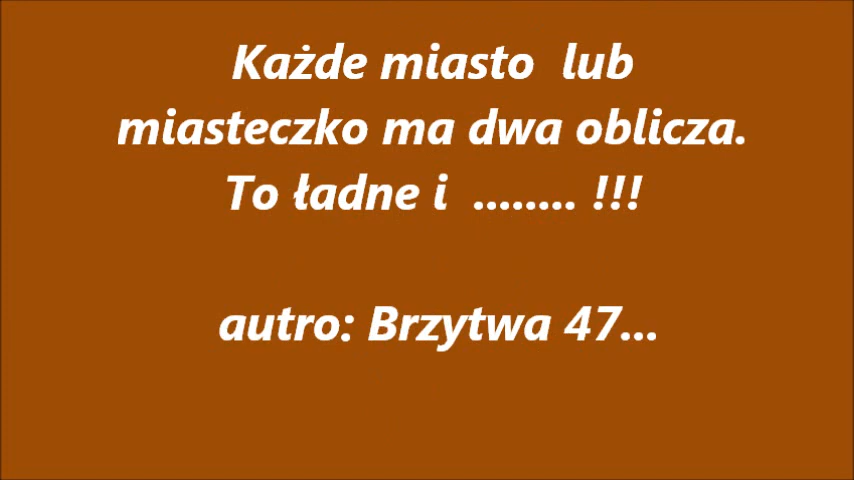 Każde miasto  lub
miasteczko ma dwa oblicza.
To ładne i  ........ !!!
autro: Brzytwa 47...